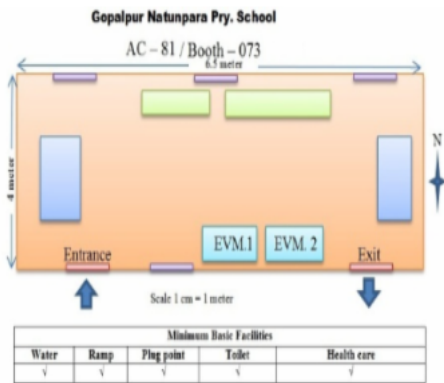 Gopalpur Natunpara Pry. School
AC – 81 / Booth – 073
6.5 meter
4 meter
N
EVM.1 EVM. 2
Entrance Exit
Scale 1 cm = 1 meter
Minimum Basic Facilities
Water Ramp Plug point Toilet Health care
√ √ √ √ √